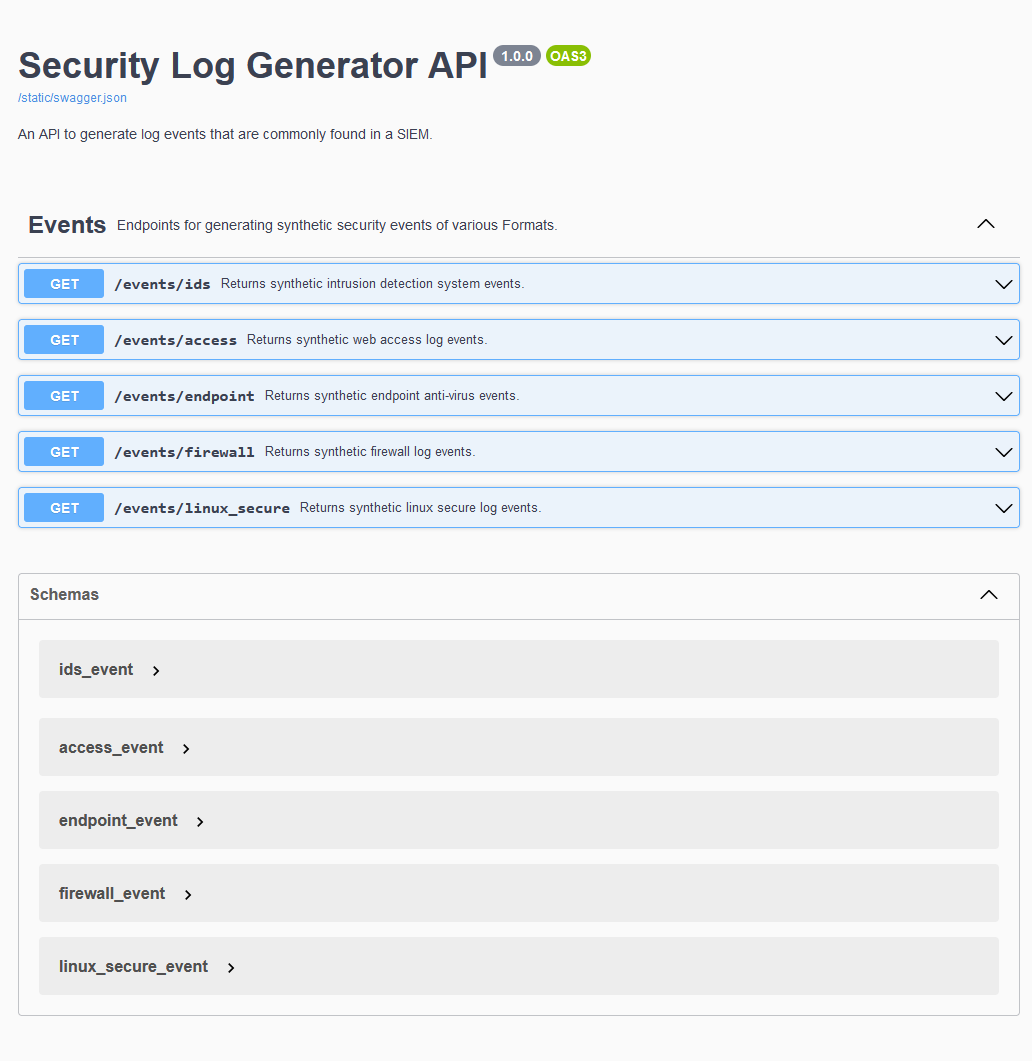 Security Log Generator API 1.0.0 OAS3
/static/swagger.json
An API to generate log events that are commonly found in a SIEM.
Events Endpoints for generating synthetic security events of various Formats.
GET /events/ids Returns synthetic intrusion detection system events.
GET /events/access Returns synthetic web access log events.
GET /events/endpoint Returns synthetic endpoint anti-virus events.
GET /events/firewall Returns synthetic firewall log events.
GET /events/linux_secure Returns synthetic linux secure log events.
Schemas
ids_event
access_event
endpoint_event
firewall_event
linux_secure_event